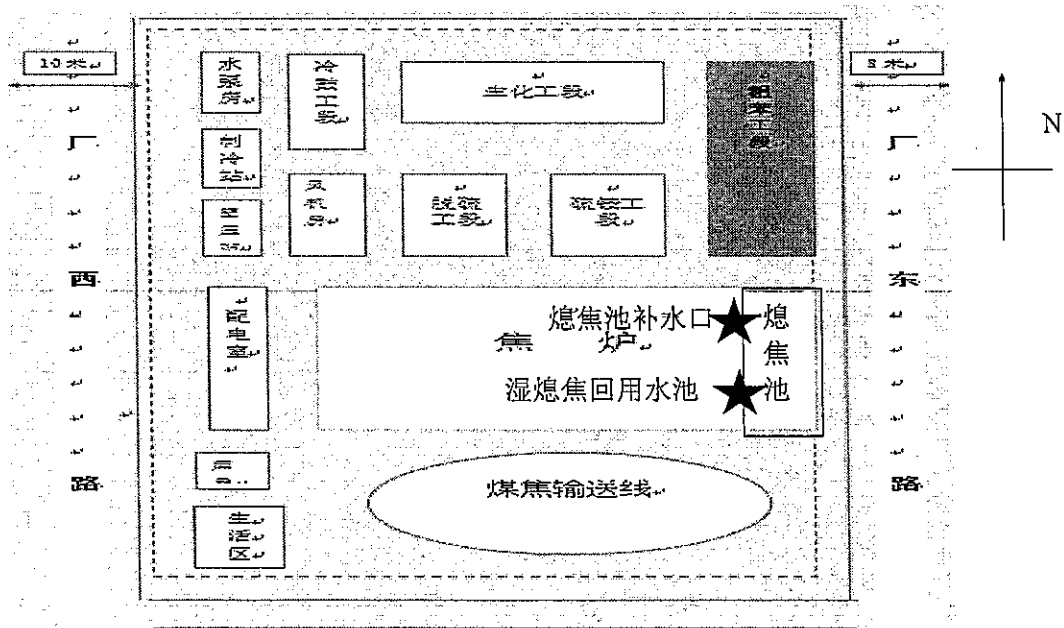 10米
8米
N
厂
西
路
厂
东
路
水泵房
冷鼓工段
生化工段
粗苯工段
制冷站
风机房
脱硫
工段
硫铵工
段
配电室
焦 炉
熄焦池补水口
湿熄焦回用水池
熄焦池
煤焦输送线
生活区